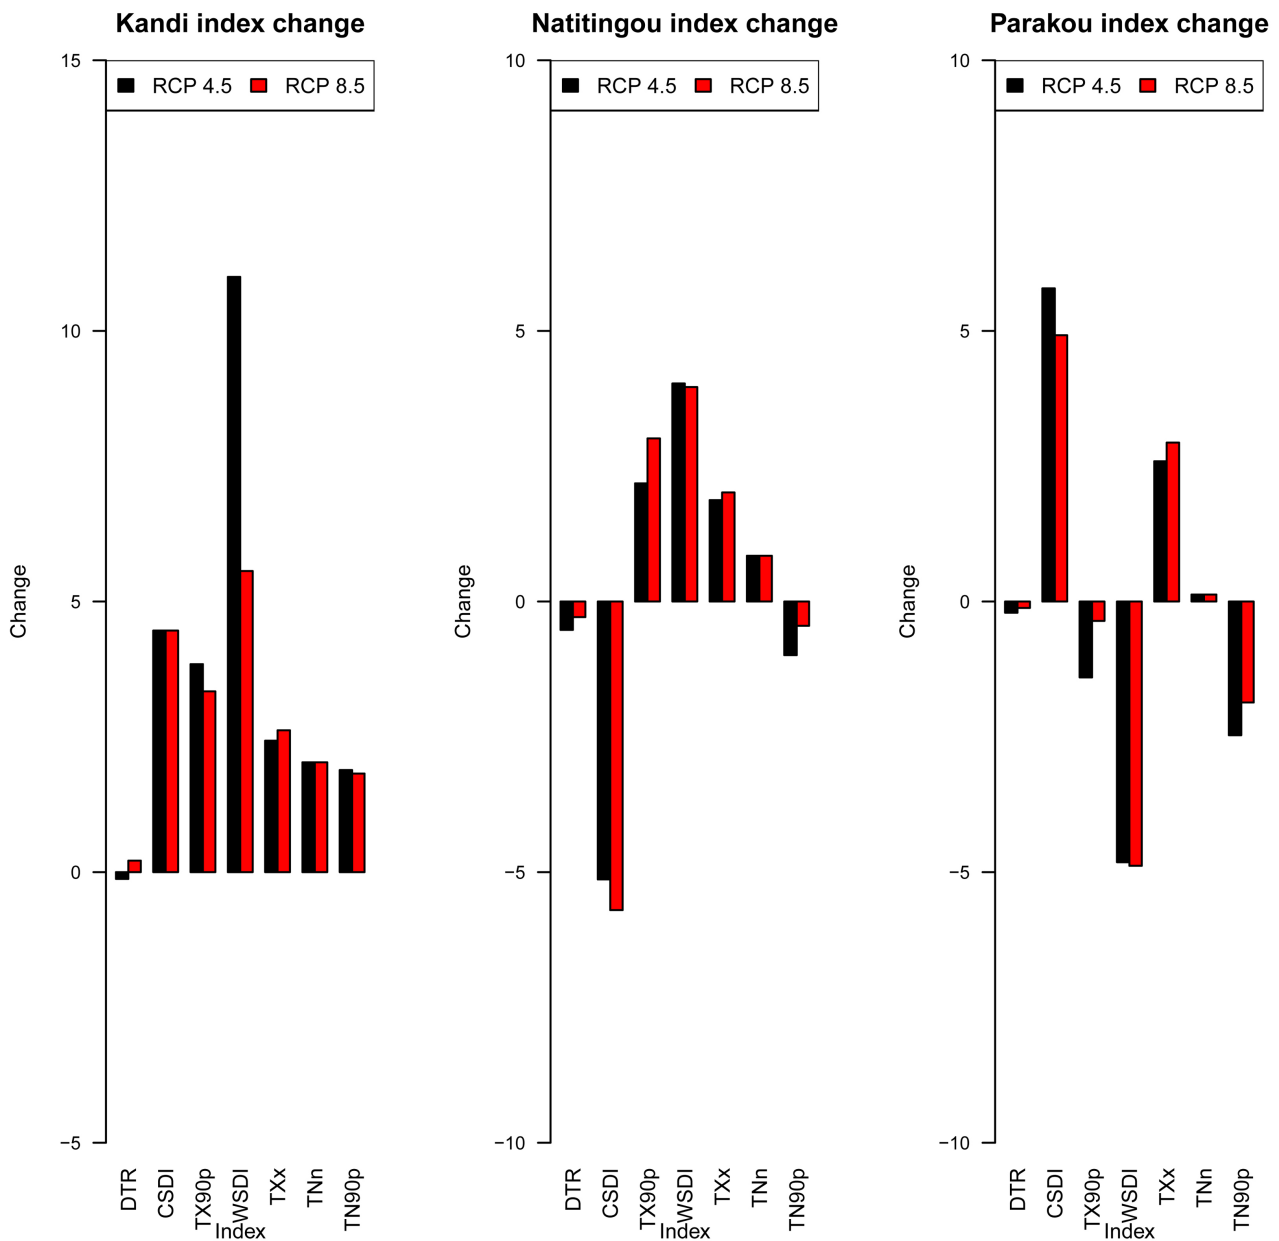 Kandi index change
RCP 4.5 RCP 8.5
15
10
5
0
−5
Change
DTR CSDI TX90p WSDI TXx TNn TN90p
Index
Natitingou index change
RCP 4.5 RCP 8.5
10
5
0
−5
−10
Change
DTR CSDI TX90p WSDI TXx TNn TN90p
Index
Parakou index change
RCP 4.5 RCP 8.5
10
5
0
−5
−10
Change
DTR CSDI TX90p WSDI TXx TNn TN90p
Index